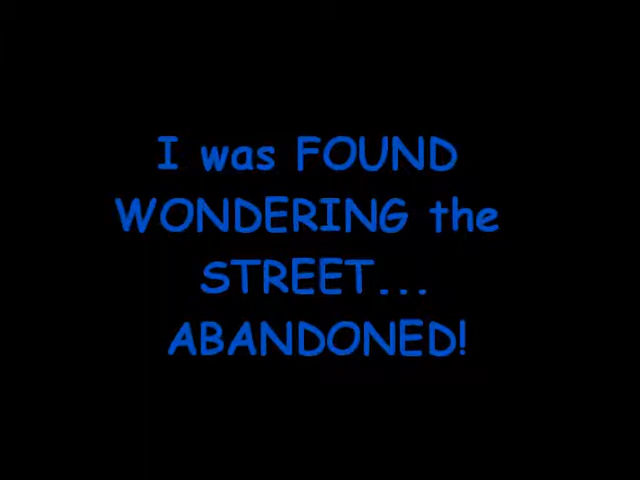 I was FOUND
WONDERING the
STREET...
ABANDONED!